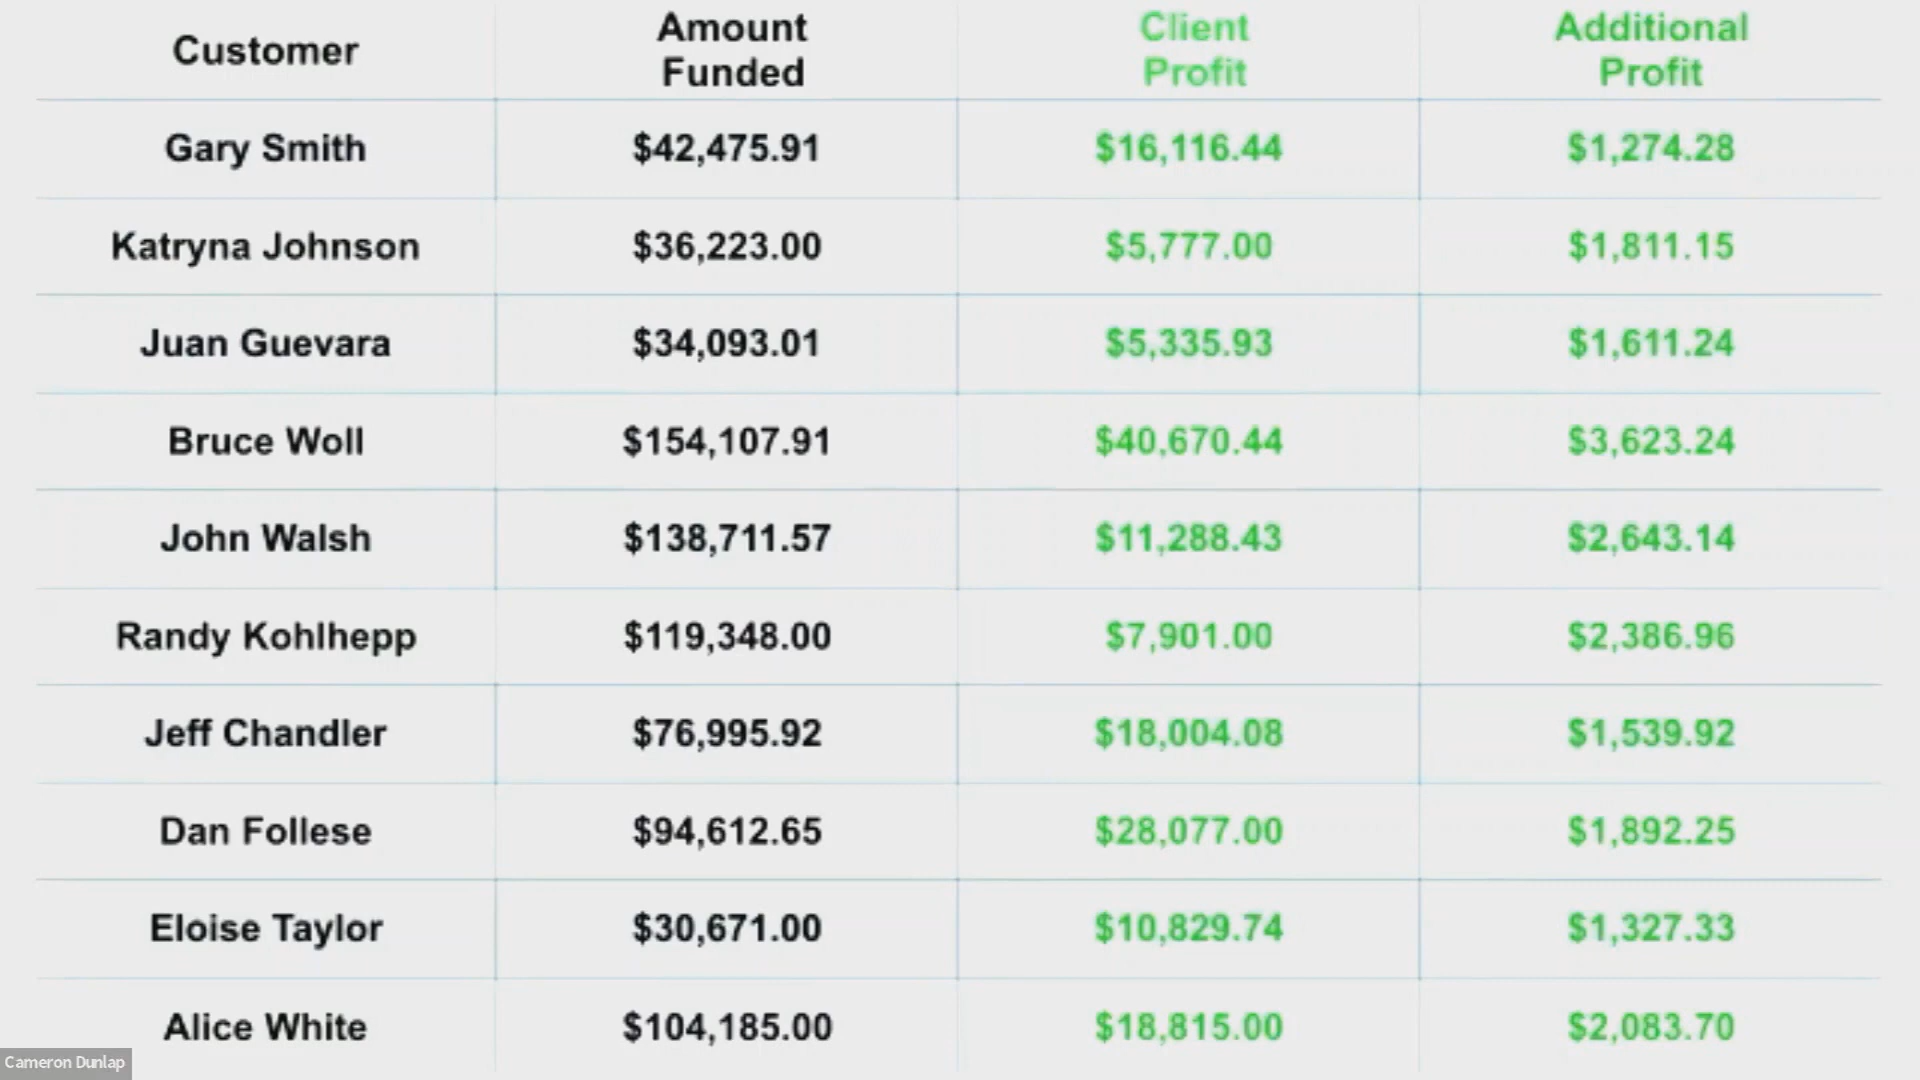 Customer
Amount Funded
Client Profit
Additional Profit
Gary Smith $42,475.91 $16,116.44 $1,274.28
Katryna Johnson $36,223.00 $5,777.00 $1,811.15
Juan Guevara $34,093.01 $5,335.93 $1,611.24
Bruce Woll $154,107.91 $40,670.44 $3,623.24
John Walsh $138,711.57 $11,288.43 $2,643.14
Randy Kohlhepp $119,348.00 $7,901.00 $2,386.96
Jeff Chandler $76,995.92 $18,004.08 $1,539.92
Dan Follese $94,612.65 $28,077.00 $1,892.25
Eloise Taylor $30,671.00 $10,829.74 $1,327.33
Alice White $104,185.00 $18,815.00 $2,083.70
Cameron Dunlap